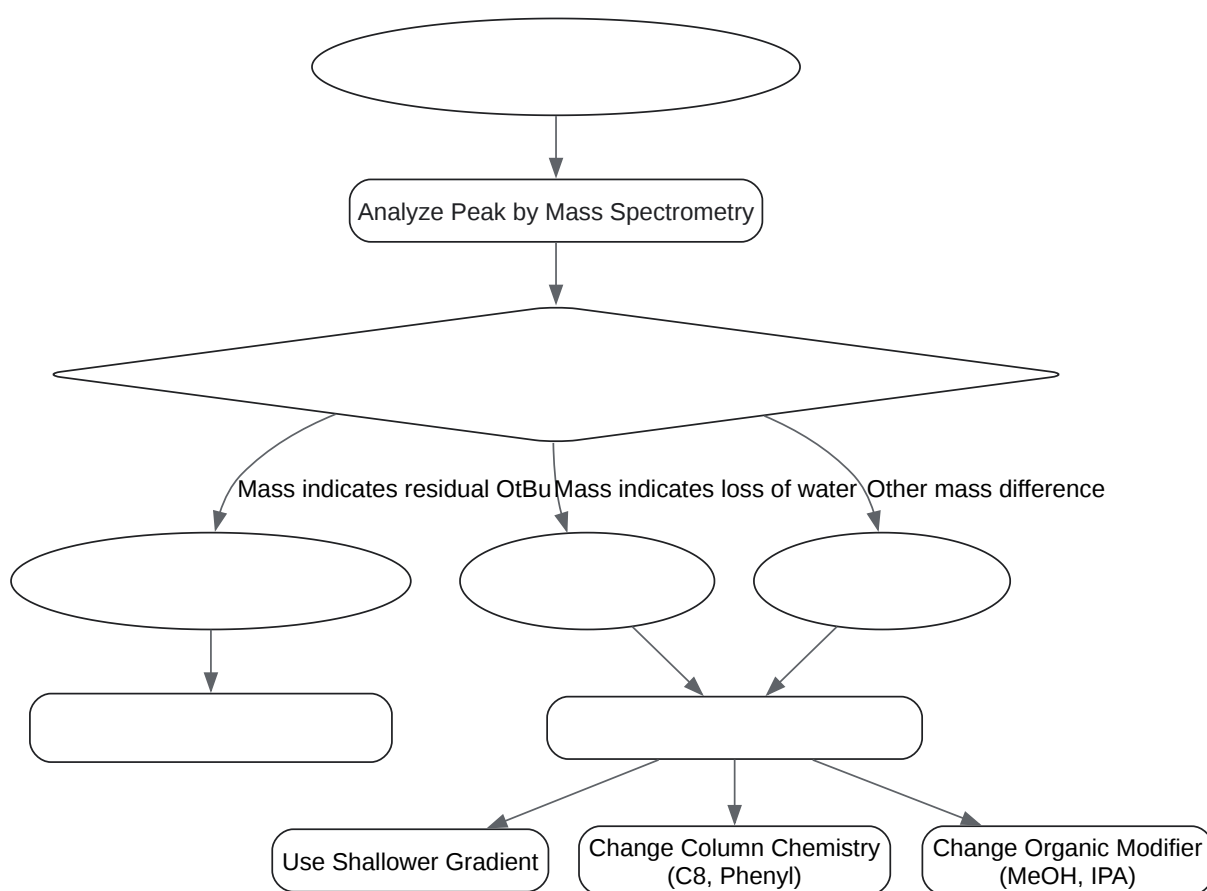 Analyze Peak by Mass Spectrometry
Mass indicates residual OtBu
Mass indicates loss of water
Other mass difference
Use Shallower Gradient
Change Column Chemistry
(C8, Phenyl)
Change Organic Modifier
(MeOH, IPA)